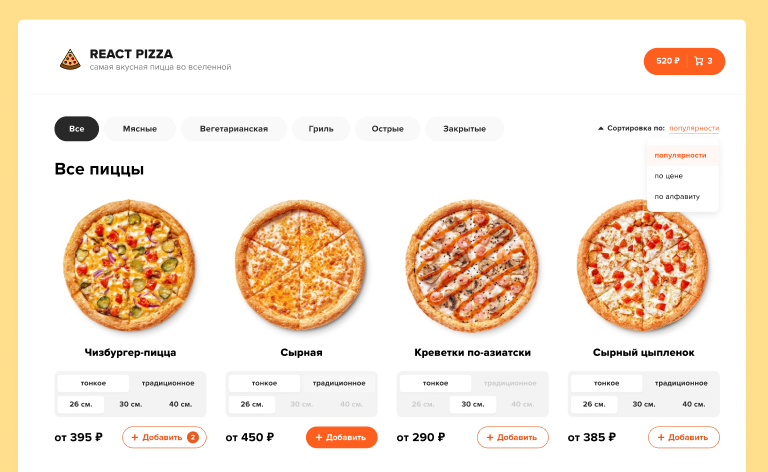 REACT PIZZA
самая вкусная пицца во вселенной
520 ₽ 3
Все Мясные Вегетарианская Гриль Острые Закрытые
Сортировка по: популярности
популярности
по цене
по алфавиту
Все пиццы
Чизбургер-пицца Сырная Креветки по-азиатски Сырный цыпленок
тонкое традиционное тонкое традиционное тонкое традиционное тонкое традиционное
26 см. 30 см. 40 см. 26 см. 30 см. 40 см. 26 см. 30 см. 40 см. 26 см. 30 см. 40 см.
от 395 ₽ + Добавить 2 от 450 ₽ + Добавить от 290 ₽ + Добавить от 385 ₽ + Добавить